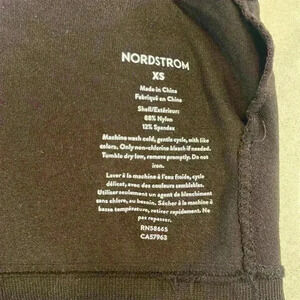 NORDSTROM
XS
Made in China
Fabriqué en China
Shell/Extérieur:
88% Nylon
12% Spandex
Machine wash cold, gentle cycle, with like
colors. Only non-chlorine bleach if needed.
Tumble dry low, remove promptly. Do not
iron.
Laver à la machine à l'eau froide, cycle
délicat, avec des couleurs semblables.
Utiliser seulement un agent de blanchiment
sans chlore, au besoin. Sécher à la machine à
basse température, retirer rapidement. Ne
pas repasser.
RN58665
CA57963